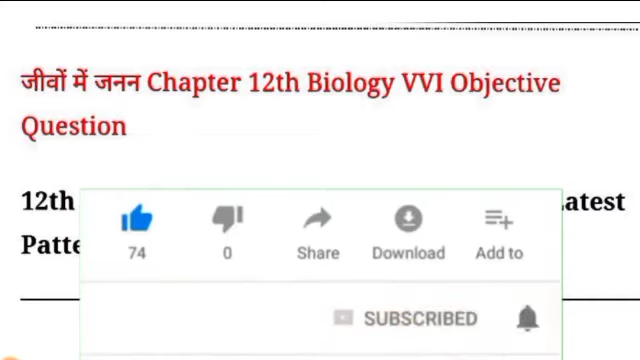 जीवों में जनन Chapter 12th Biology VVI Objective
Question
12th
Patte
74
0
Share
Download
Add to
SUBSCRIBED